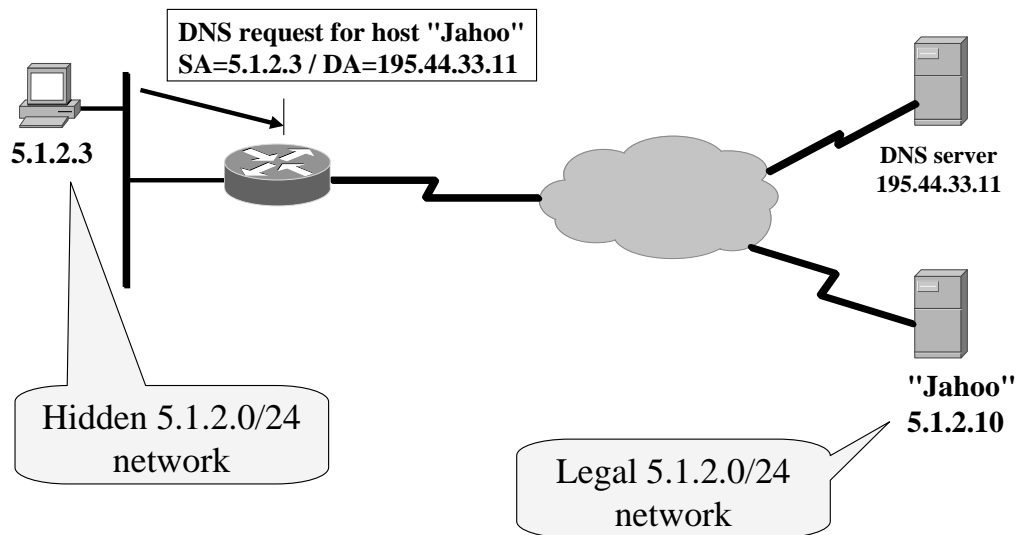 DNS request for host "Jahoo"
SA=5.1.2.3 / DA=195.44.33.11
5.1.2.3
DNS server
195.44.33.11
"Jahoo"
5.1.2.10
Hidden 5.1.2.0/24
network
Legal 5.1.2.0/24
network